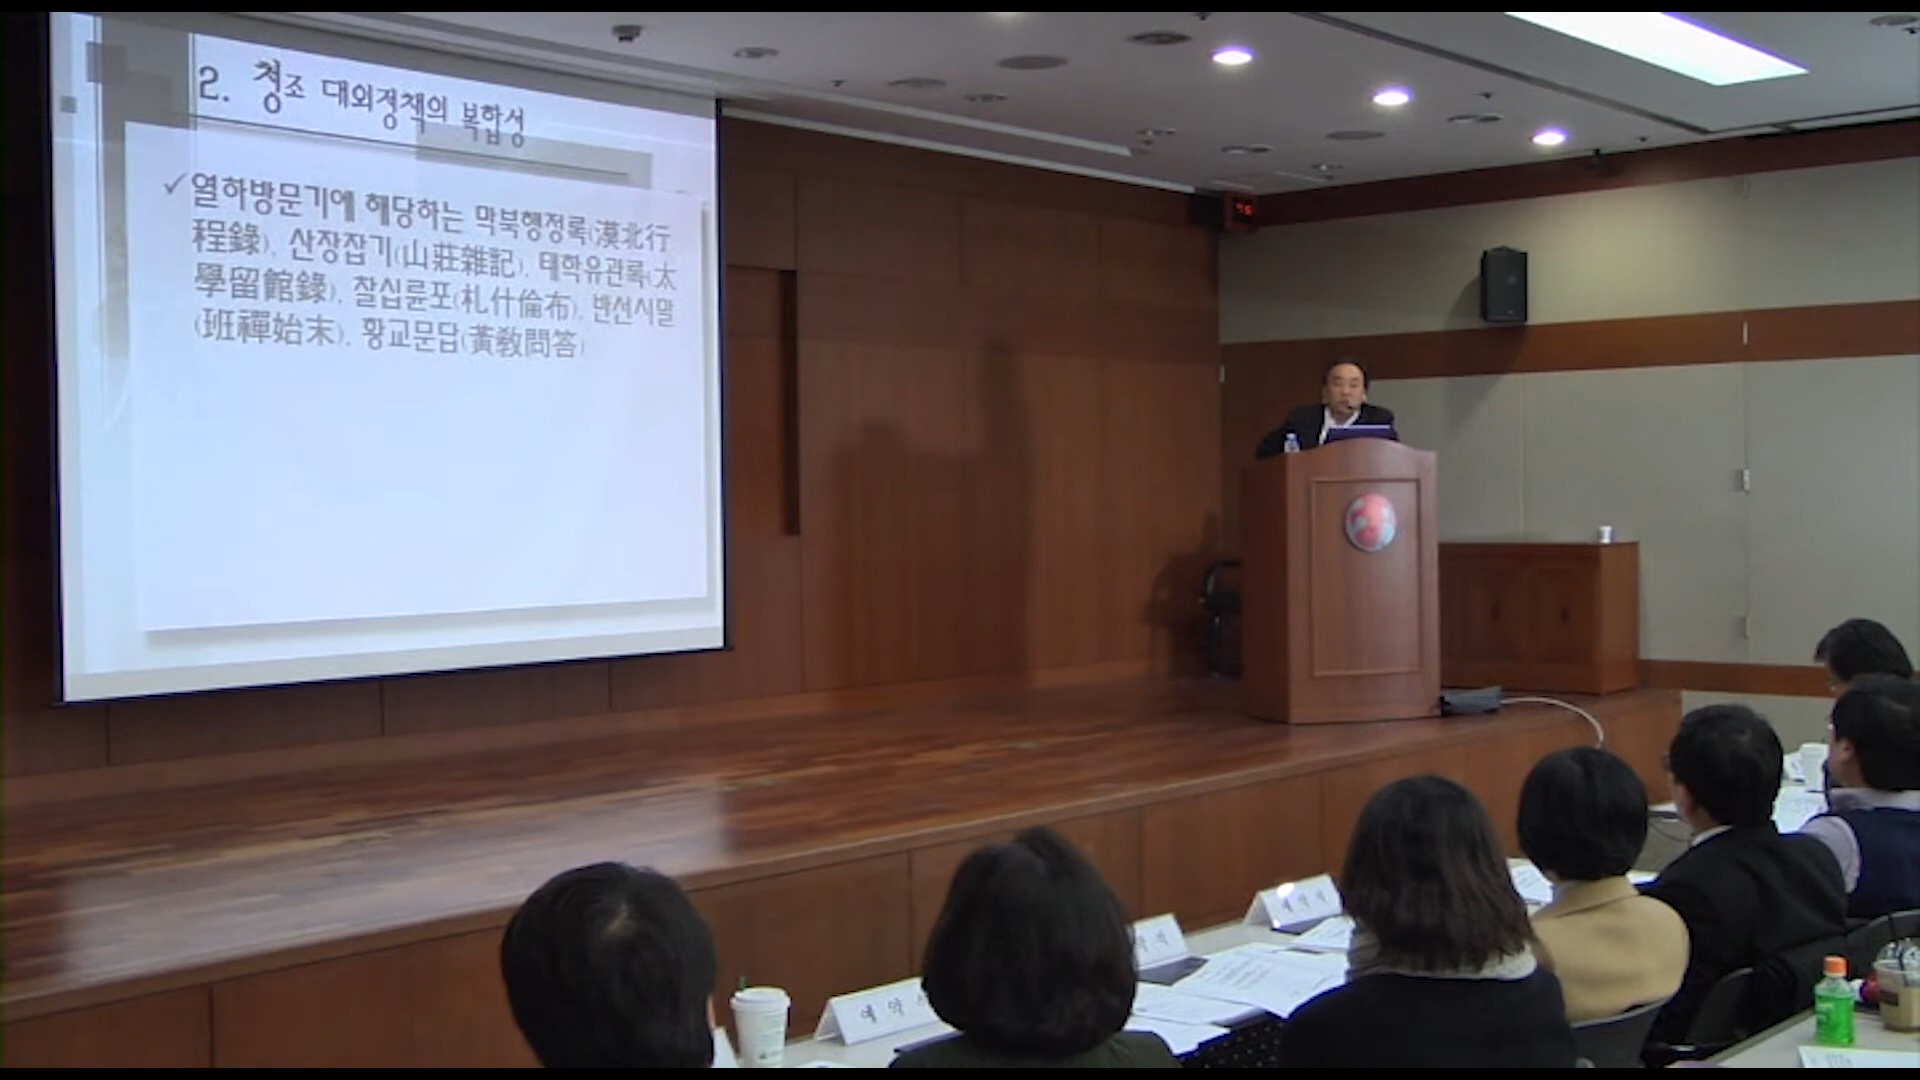 2. 청조 대외정책의 복합성
✓열하방문기에 해당하는 막북행정록(漠北行
程錄), 산장잡기(山莊雜記), 태학유관록(太
學留館錄), 찰십륜포(札什倫布), 반선시말
(班禪始末), 황교문답(黃敎問答)
예 약 석